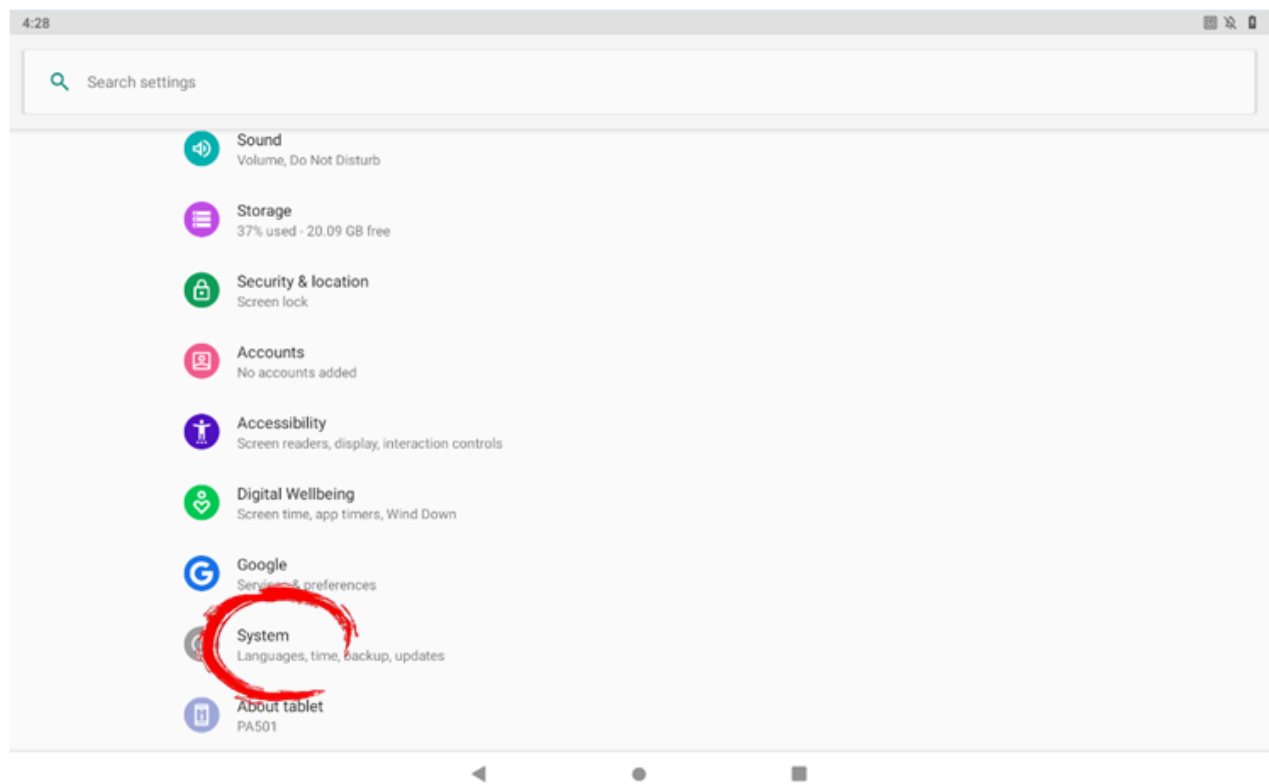 4:28
Search settings
Sound
Volume, Do Not Disturb
Storage
37% used - 20.09 GB free
Security & location
Screen lock
Accounts
No accounts added
Accessibility
Screen readers, display, interaction controls
Digital Wellbeing
Screen time, app timers, Wind Down
Google
Services & preferences
System
Languages, time, backup, updates
About tablet
PA501